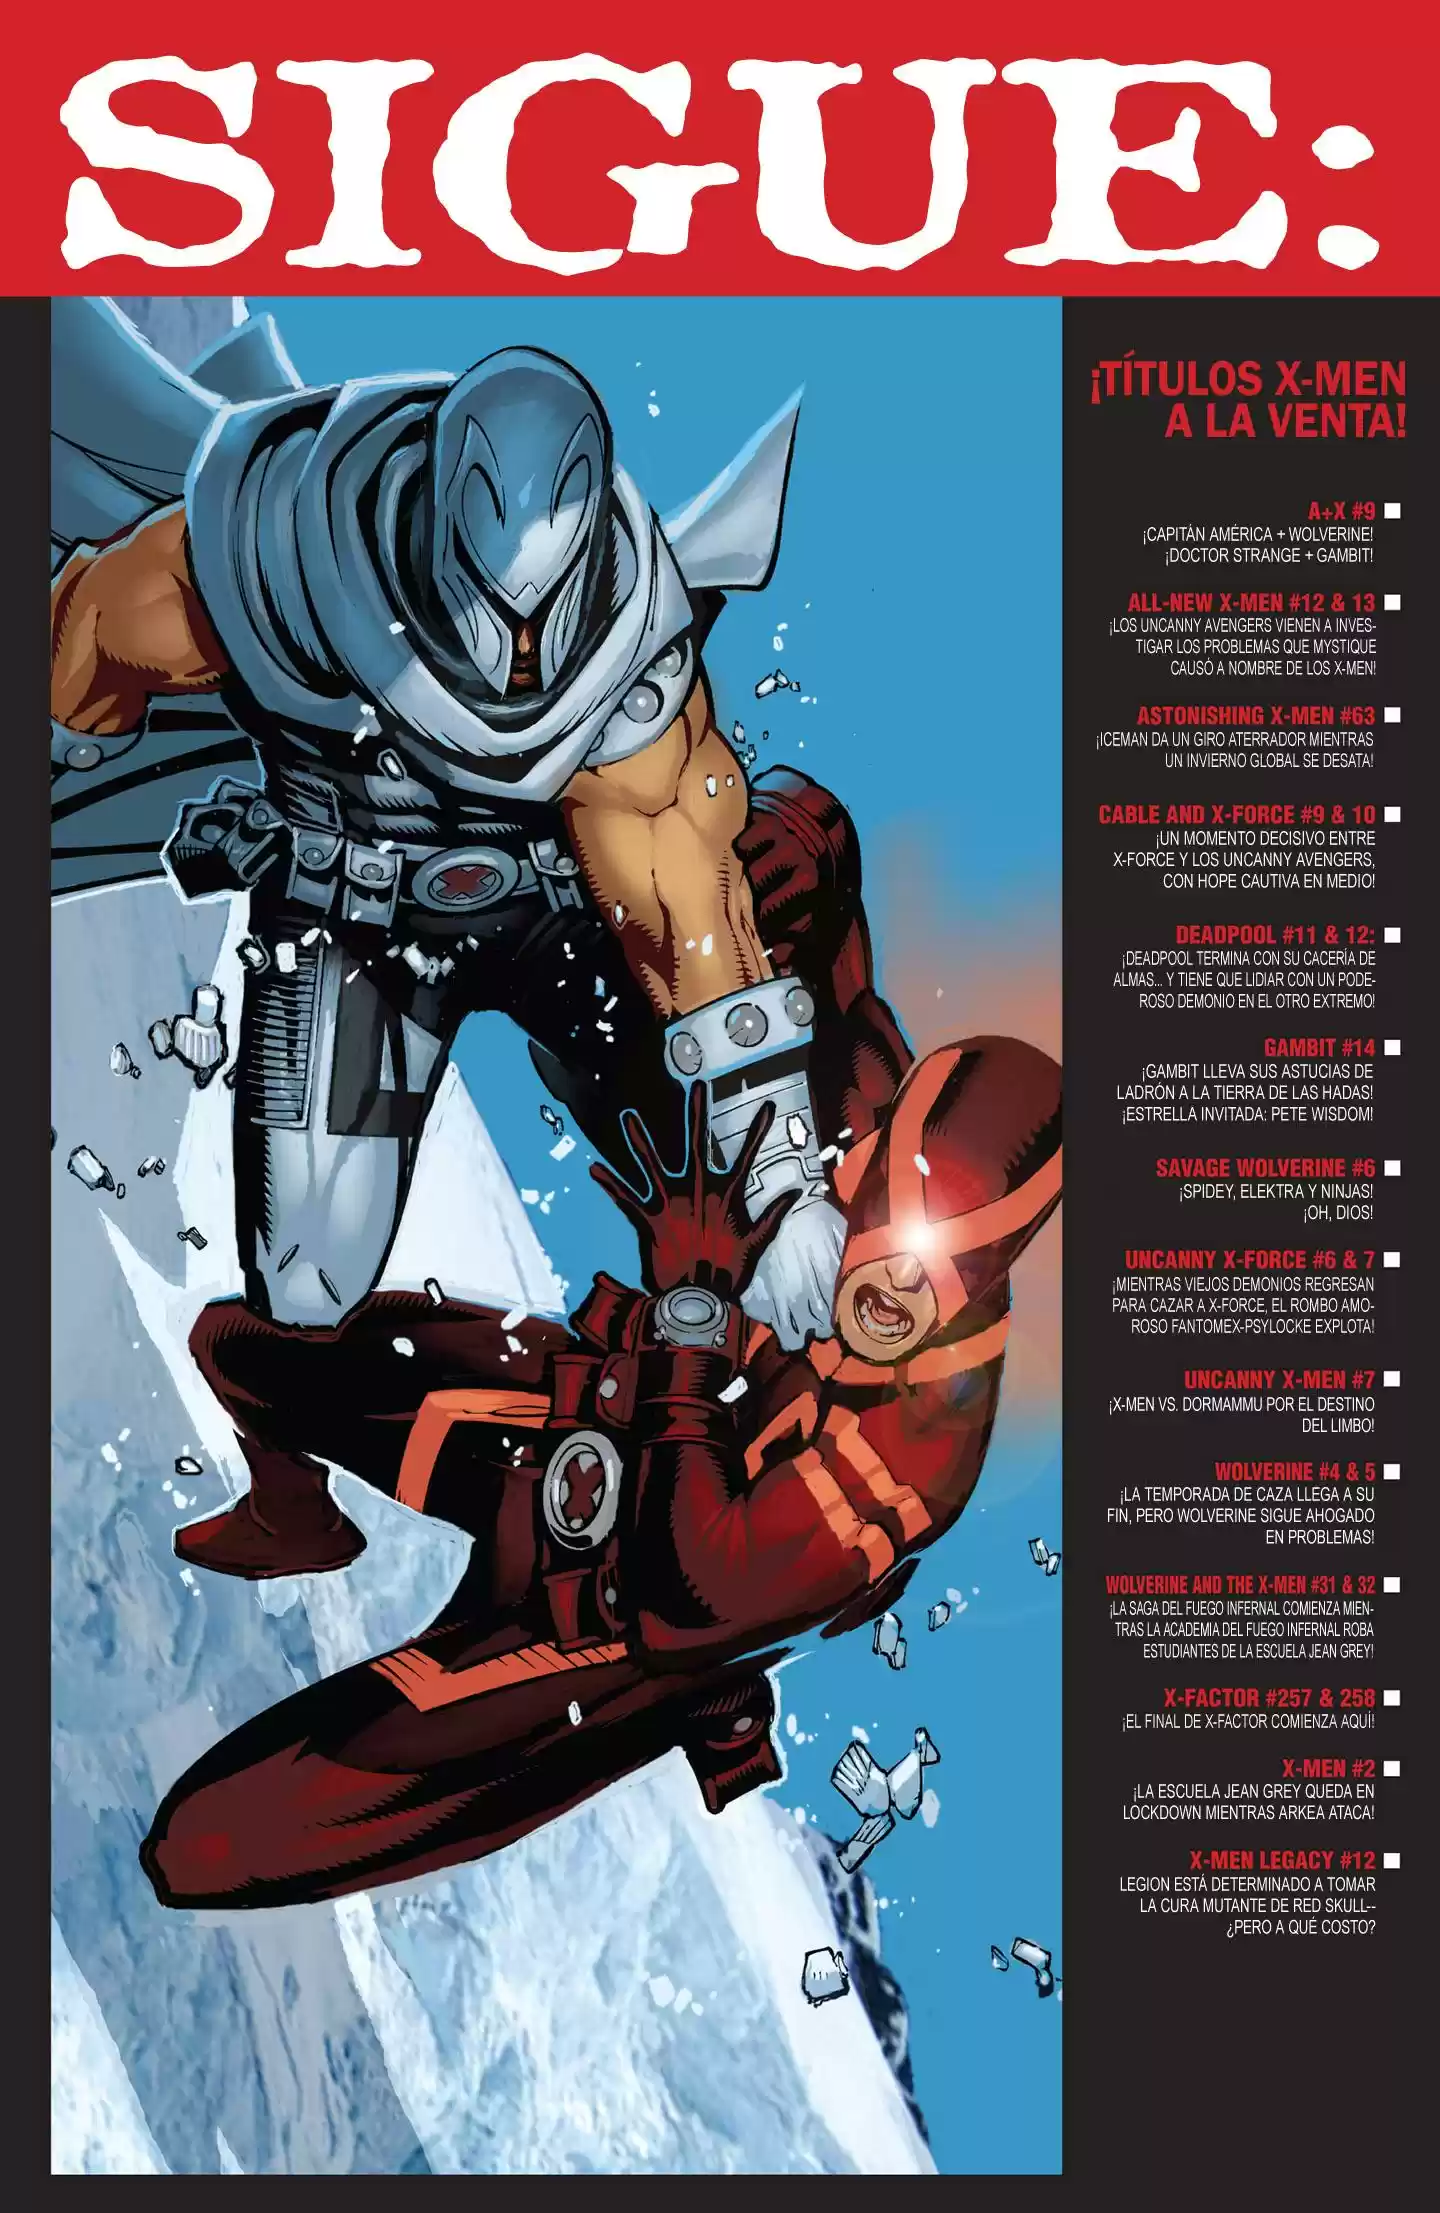 SIGUE:
¡TÍTULOS X-MEN
A LA VENTA!
A+X #9
¡CAPITÁN AMÉRICA + WOLVERINE!
¡DOCTOR STRANGE + GAMBIT!
ALL-NEW X-MEN #12 & 13
¡LOS UNCANNY AVENGERS VIENEN A INVES-
TIGAR LOS PROBLEMAS QUE MYSTIQUE
CAUSÓ A NOMBRE DE LOS X-MEN!
ASTONISHING X-MEN #63
¡ICEMAN DA UN GIRO ATERRADOR MIENTRAS
UN INVIERNO GLOBAL SE DESATA!
CABLE AND X-FORCE #9 & 10
¡UN MOMENTO DECISIVO ENTRE
X-FORCE Y LOS UNCANNY AVENGERS,
CON HOPE CAUTIVA EN MEDIO!
DEADPOOL #11 & 12:
¡DEADPOOL TERMINA CON SU CACERÍA DE
ALMAS... Y TIENE QUE LIDIAR CON UN PODE-
ROSO DEMONIO EN EL OTRO EXTREMO!
GAMBIT #14
¡GAMBIT LLEVA SUS ASTUCIAS DE
LADRÓN A LA TIERRA DE LAS HADAS!
¡ESTRELLA INVITADA: PETE WISDOM!
SAVAGE WOLVERINE #6
¡SPIDEY, ELEKTRA Y NINJAS!
¡OH, DIOS!
UNCANNY X-FORCE #6 & 7
¡MIENTRAS VIEJOS DEMONIOS REGRESAN
PARA CAZAR A X-FORCE, EL ROMBO AMO-
ROSO FANTOMEX-PSYLOCKE EXPLOTA!
UNCANNY X-MEN #7
¡X-MEN VS. DORMAMMU POR EL DESTINO
DEL LIMBO!
WOLVERINE #4 & 5
¡LA TEMPORADA DE CAZA LLEGA A SU
FIN, PERO WOLVERINE SIGUE AHOGADO
EN PROBLEMAS!
WOLVERINE AND THE X-MEN #31 & 32
¡LA SAGA DEL FUEGO INFERNAL COMIENZA MIEN-
TRAS LA ACADEMIA DEL FUEGO INFERNAL ROBA
ESTUDIANTES DE LA ESCUELA JEAN GREY!
X-FACTOR #257 & 258
¡EL FINAL DE X-FACTOR COMIENZA AQUÍ!
X-MEN #2
¡LA ESCUELA JEAN GREY QUEDA EN
LOCKDOWN MIENTRAS ARKEA ATACA!
X-MEN LEGACY #12
LEGION ESTÁ DETERMINADO A TOMAR
LA CURA MUTANTE DE RED SKULL--
¿PERO A QUÉ COSTO?